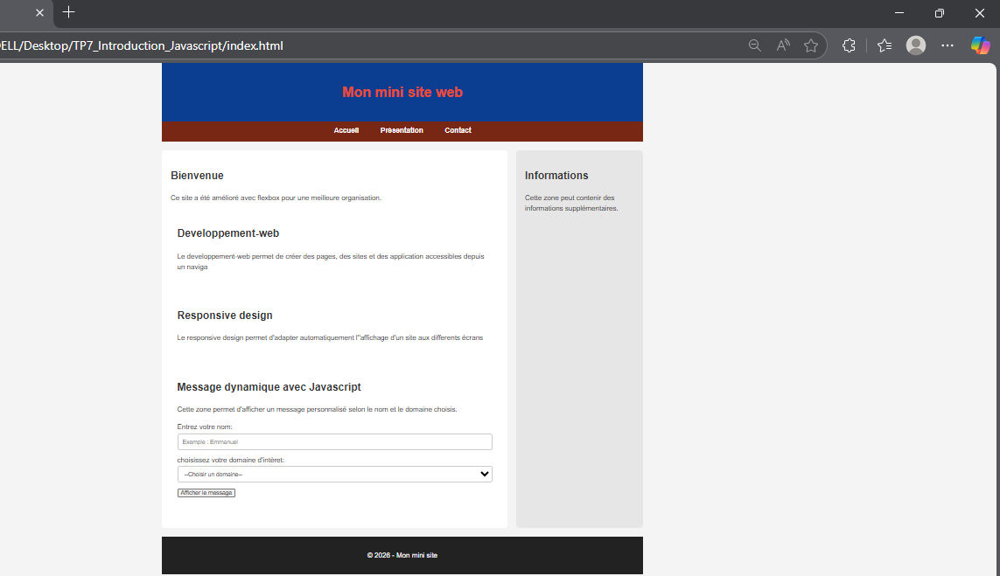 ELL/Desktop/TP7_Introduction_Javascript/index.html
Mon mini site web
Accueil Présentation Contact
Bienvenue
Ce site a été amélioré avec flexbox pour une meilleure organisation.
Developpement-web
Le developpement-web permet de créer des pages, des sites et des application accessibles depuis
un naviga
Responsive design
Le responsive design permet d'adapter automatiquement l"affichage d'un site aux differents écrans
Message dynamique avec Javascript
Cette zone permet d'afficher un message personnalisé selon le nom et le domaine choisis.
Entrez votre nom:
Exemple : Emmanuel
choisissez votre domaine d'intéret:
--Choisir un domaine--
Afficher le message
Informations
Cette zone peut contenir des
informations supplémentaires.
© 2026 - Mon mini site